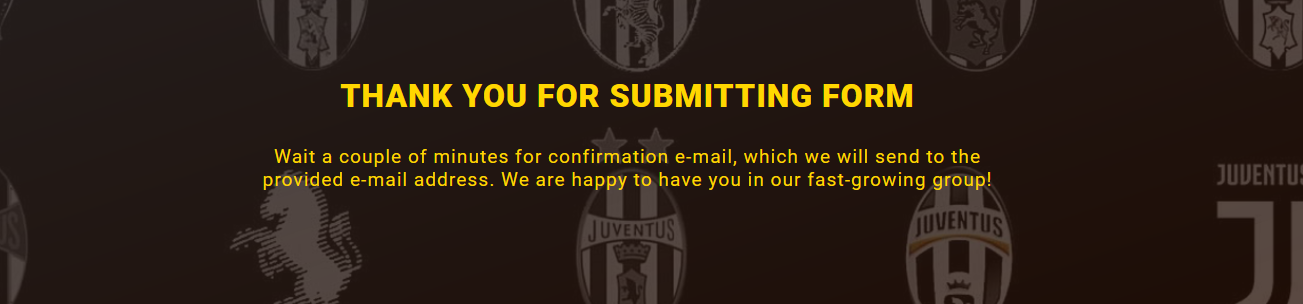 THANK YOU FOR SUBMITTING FORM
Wait a couple of minutes for confirmation e-mail, which we will send to the
provided e-mail address. We are happy to have you in our fast-growing group!
JUVENTUS
JUVENTUS
JUVENTUS